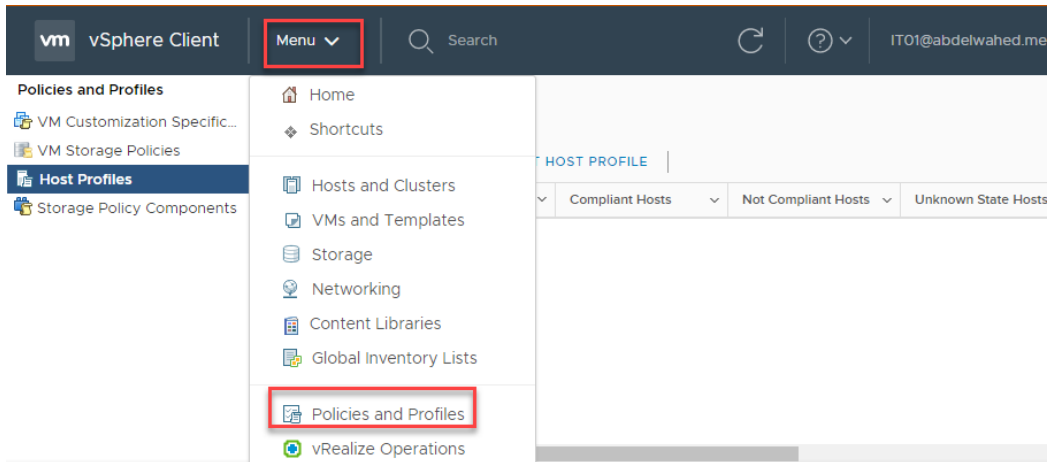 vm vSphere Client Menu Search IT01@abdelwahed.me
Policies and Profiles
VM Customization Specific...
VM Storage Policies
Host Profiles
Storage Policy Components
Home
Shortcuts
Hosts and Clusters
VMs and Templates
Storage
Networking
Content Libraries
Global Inventory Lists
Policies and Profiles
vRealize Operations
T HOST PROFILE
Compliant Hosts Not Compliant Hosts Unknown State Hosts